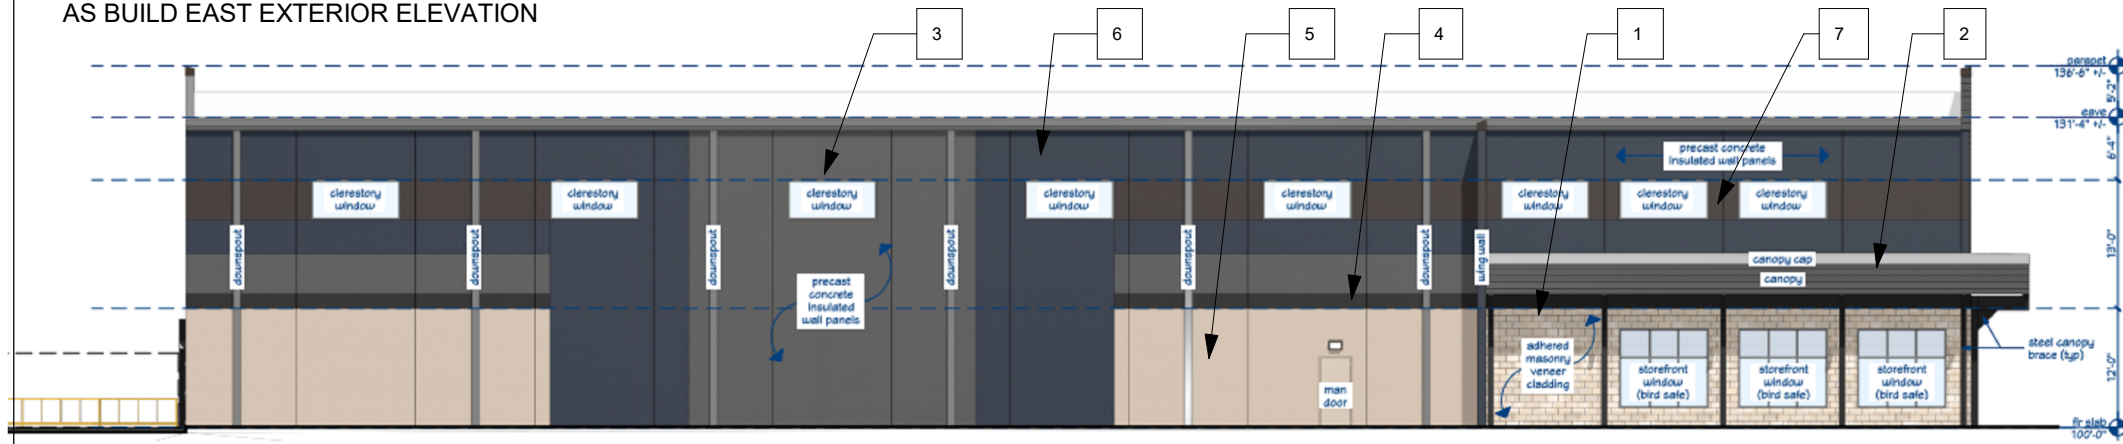 AS BUILD EAST EXTERIOR ELEVATION
3
6
5
4
1
7
2
parapet
136'-6" +/-
5'-2"
eave
131'-4" +/-
6'-4"
precast concrete
insulated wall panels
clerestory
window
clerestory
window
clerestory
window
clerestory
window
clerestory
window
clerestory
window
clerestory
window
clerestory
window
downspout
downspout
downspout
downspout
downspout
downspout
wing wall
13'-0"
canopy cap
canopy
precast
concrete
insulated
wall panels
adhered
masonry
veneer
cladding
steel canopy
brace (typ)
man
door
storefront
window
(bird safe)
storefront
window
(bird safe)
storefront
window
(bird safe)
12'-0"
flr slab
100'-0"